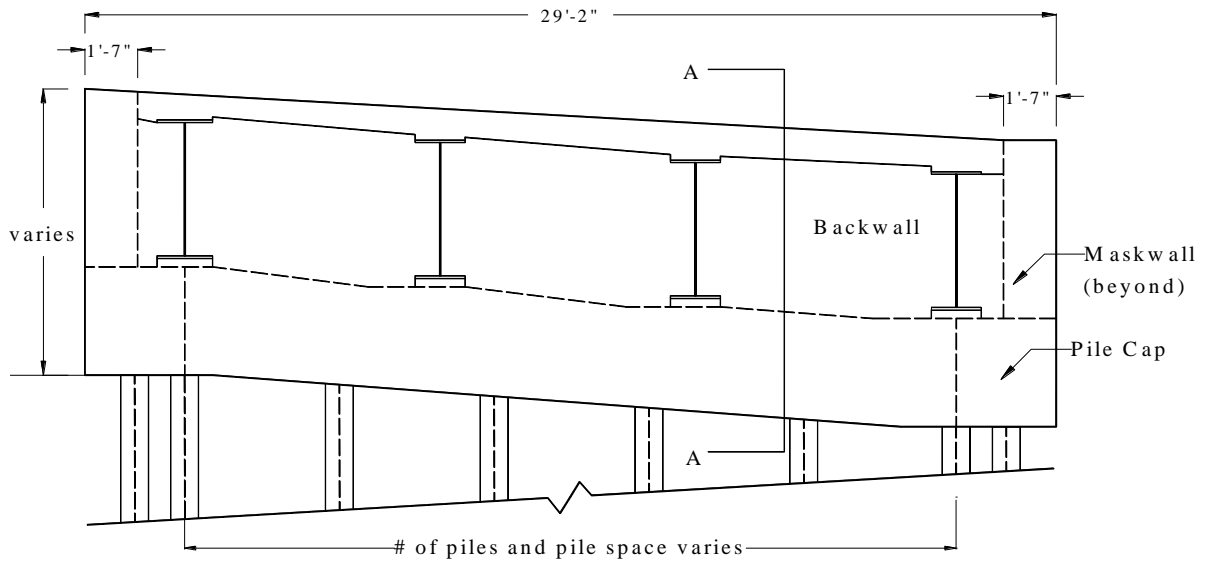 29'-2"
1'-7"
A
1'-7"
varies
Backwall
Maskwall
(beyond)
Pile Cap
A
# of piles and pile space varies